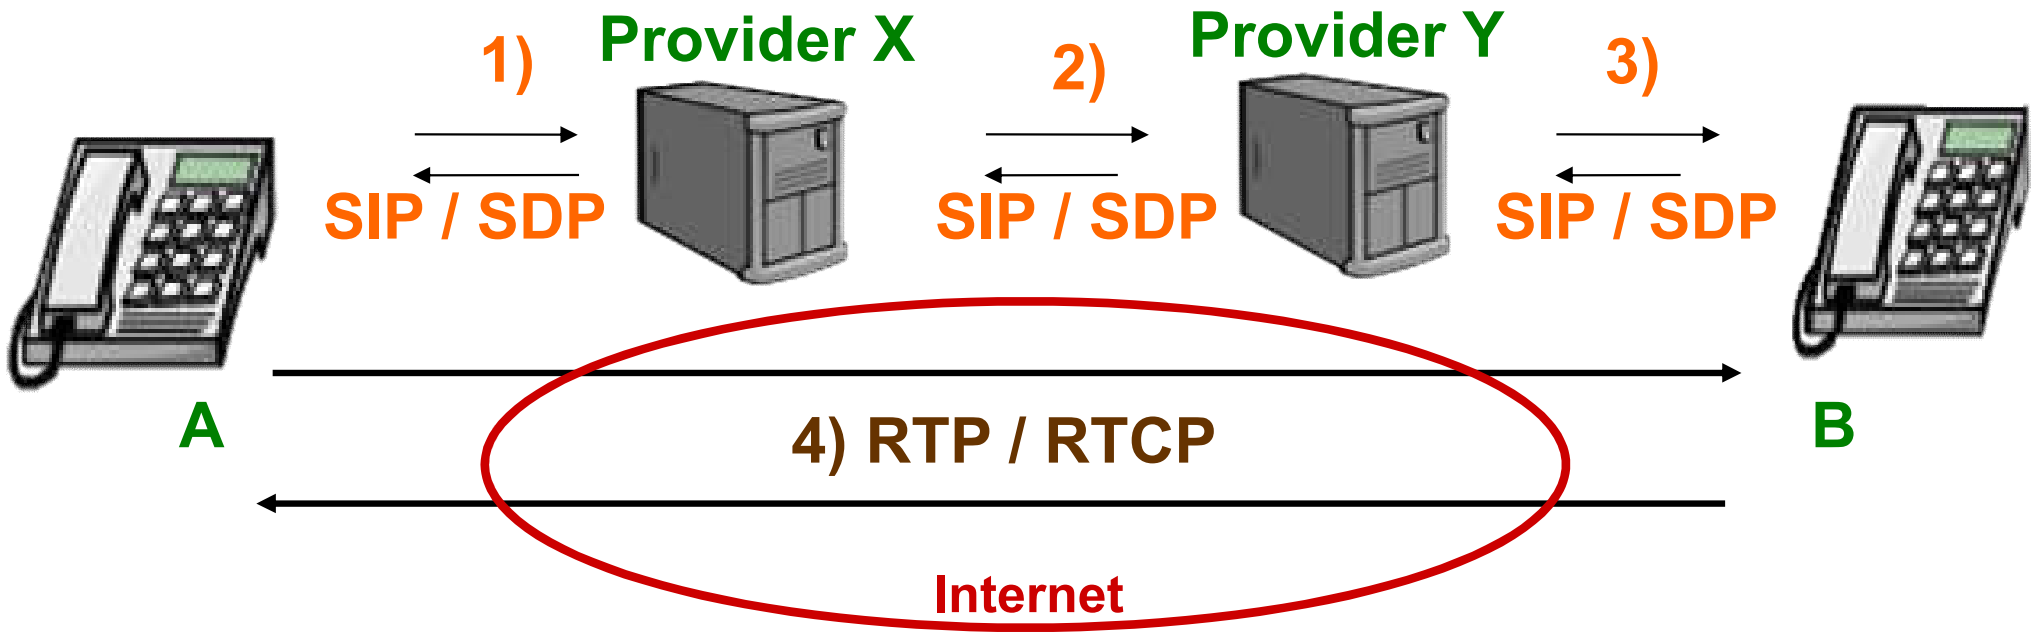 1)
Provider X
2)
Provider Y
3)
SIP / SDP
SIP / SDP
SIP / SDP
A
4) RTP / RTCP
B
Internet